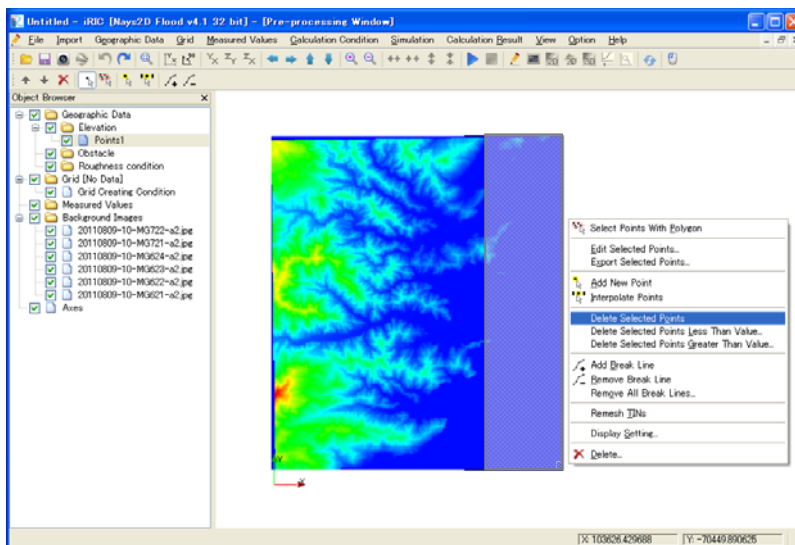 Untitled - iRIC [Nays2D Flood v4.1 32 bit] - [Pre-processing Window]
File Import Geographic Data Grid Measured Values Calculation Condition Simulation Calculation Result View Option Help
Object Browser
Geographic Data
Elevation
Points1
Obstacle
Roughness condition
Grid [No Data]
Grid Creating Condition
Measured Values
Background Images
20110809-10-MG722-a2.jpg
20110809-10-MG721-a2.jpg
20110809-10-MG624-a2.jpg
20110809-10-MG623-a2.jpg
20110809-10-MG622-a2.jpg
20110809-10-MG621-a2.jpg
Axes
Select Points With Polygon
Edit Selected Points...
Export Selected Points...
Add New Point
Interpolate Points
Delete Selected Points
Delete Selected Points Less Than Value...
Delete Selected Points Greater Than Value...
Add Break Line
Remove Break Line
Remove All Break Lines...
Remesh TINs
Display Setting...
Delete...
Y
X
X: 103626.429688 Y: -70449.890625